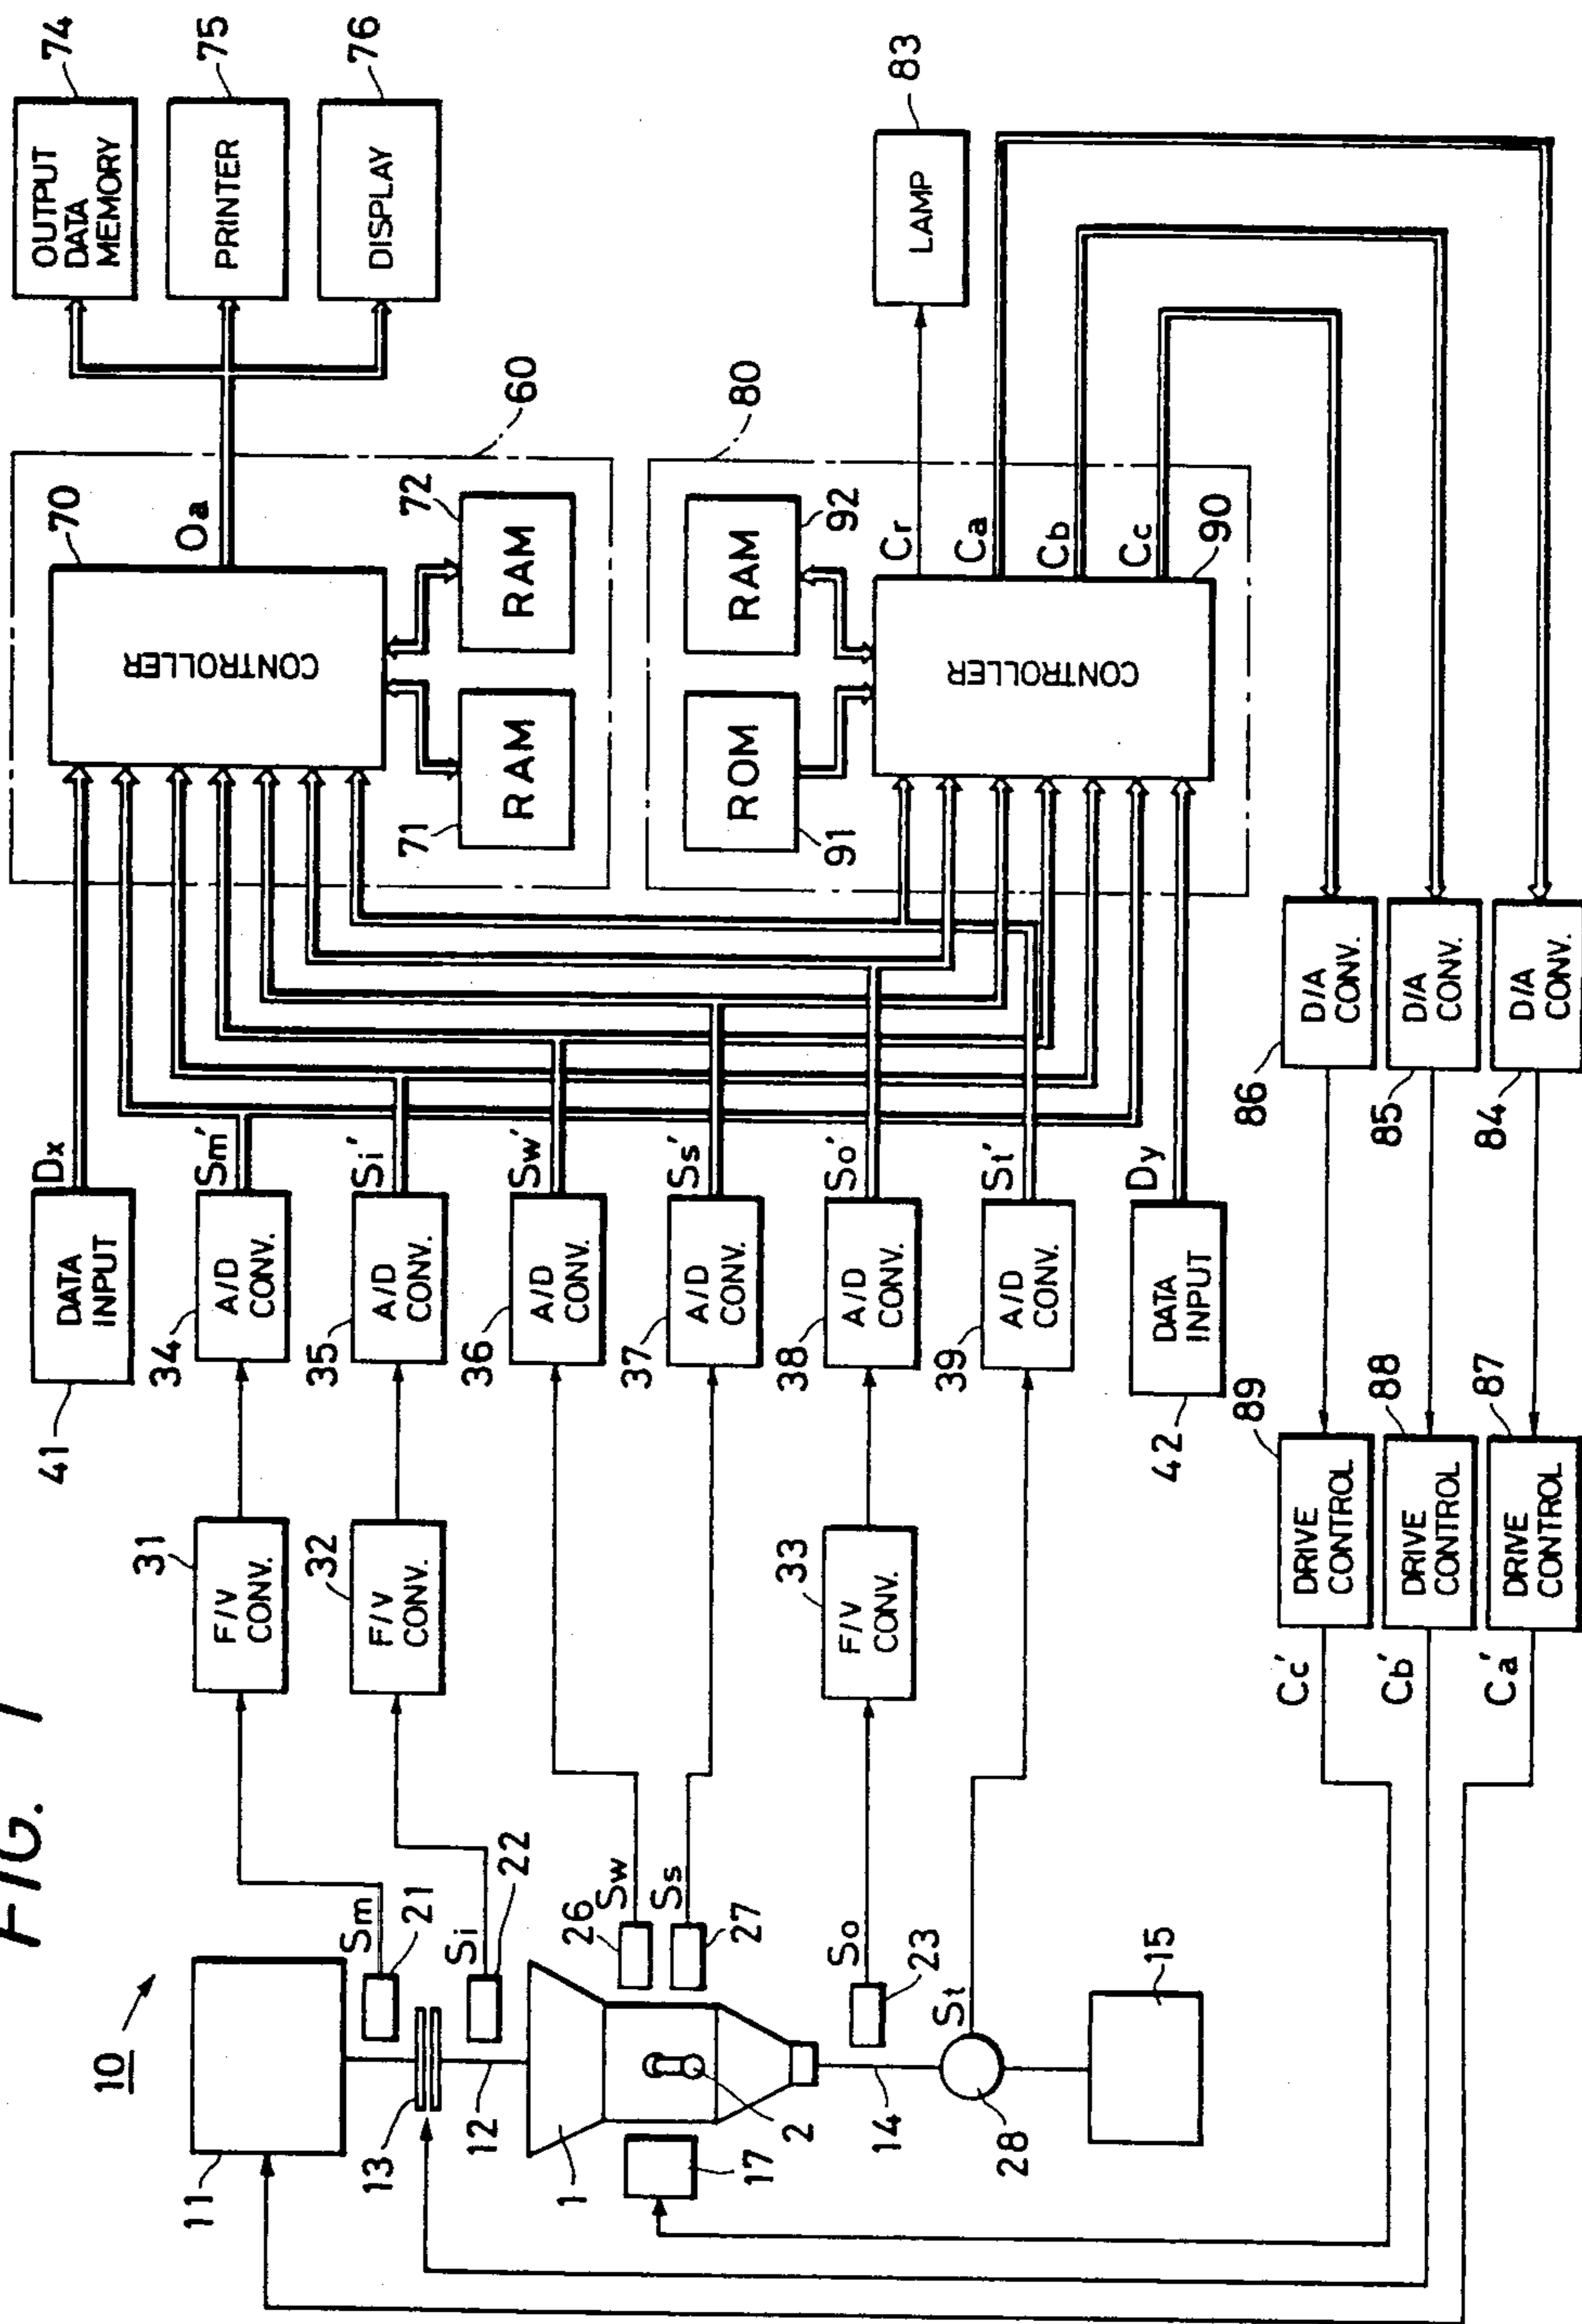 FIG. 1
10
11
Sm
21
13
Si
22
12
1
26
Sw
Ss
27
17
2
So
23
14
St
28
15
31
F/V
CONV.
32
F/V
CONV.
33
F/V
CONV.
41
DATA
INPUT
Dx
34
A/D
CONV.
Sm'
35
A/D
CONV.
Si'
36
A/D
CONV.
Sw'
37
A/D
CONV.
Ss'
38
A/D
CONV.
So'
39
A/D
CONV.
St'
42
DATA
INPUT
Dy
70
CONTROLLER
Oa
71
RAM
72
RAM
60
74
OUTPUT
DATA
MEMORY
75
PRINTER
76
DISPLAY
80
91
ROM
92
RAM
CONTROLLER
90
Cr
Ca
Cb
Cc
83
LAMP
86
D/A
CONV.
85
D/A
CONV.
84
D/A
CONV.
89
DRIVE
CONTROL
88
DRIVE
CONTROL
87
DRIVE
CONTROL
Cc'
Cb'
Ca'